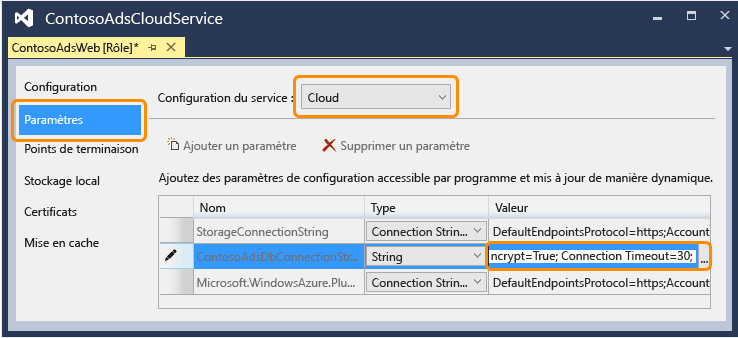 ContosoAdsCloudService
ContosoAdsWeb [Rôle]*
Configuration
Configuration du service : Cloud
Paramètres
Ajouter un paramètre Supprimer un paramètre
Points de terminaison
Stockage local
Ajoutez des paramètres de configuration accessible par programme et mis à jour de manière dynamique.
Certificats
Mise en cache
Nom Type Valeur
StorageConnectionString Connection Strin... DefaultEndpointsProtocol=https;Account
ContosoAdsDbConnectionStr... String ncrypt=True; Connection Timeout=30; ...
Microsoft.WindowsAzure.Plu... Connection Strin... DefaultEndpointsProtocol=https;Account